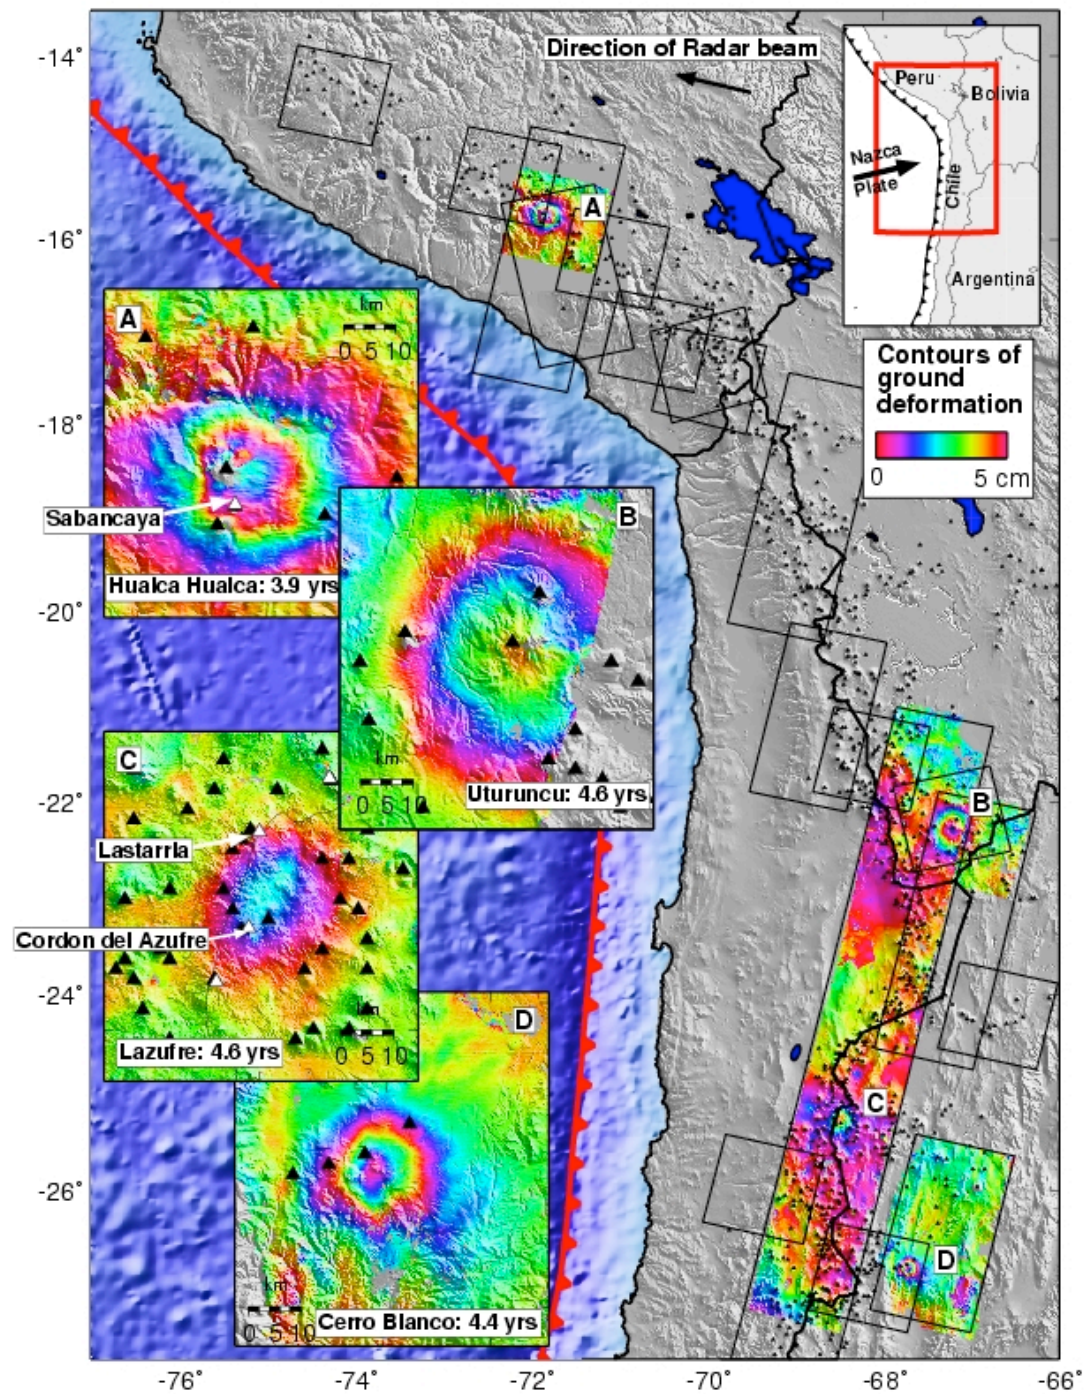 -14°
-16°
-18°
-20°
-22°
-24°
-26°
Direction of Radar beam
Peru
Bolivia
Nazca
Plate
Chile
Argentina
A
Contours of
ground
deformation
0 5 cm
A
km
0 5 10
Sabancaya
Hualca Hualca: 3.9 yrs
B
km
0 5 10
Uturuncu: 4.6 yrs
C
Lastarria
Cordon del Azufre
km
0 5 10
Lazufre: 4.6 yrs
D
km
0 5 10
Cerro Blanco: 4.4 yrs
B
C
D
-76° -74° -72° -70° -68° -66°